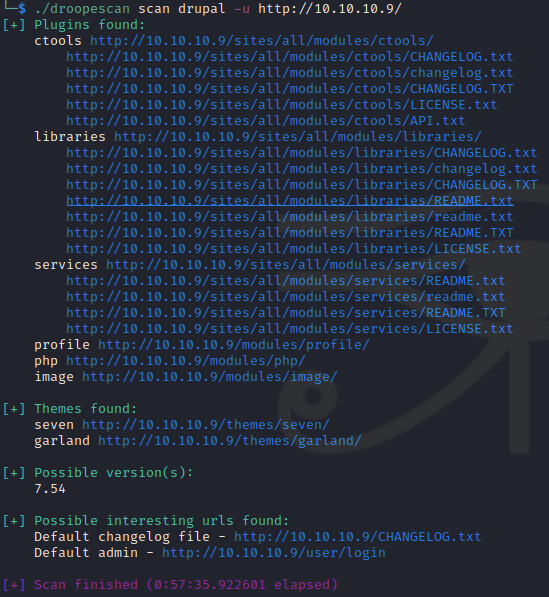 └─$ ./droopescan scan drupal -u http://10.10.10.9/
[+] Plugins found:
ctools http://10.10.10.9/sites/all/modules/ctools/
http://10.10.10.9/sites/all/modules/ctools/CHANGELOG.txt
http://10.10.10.9/sites/all/modules/ctools/changelog.txt
http://10.10.10.9/sites/all/modules/ctools/CHANGELOG.TXT
http://10.10.10.9/sites/all/modules/ctools/LICENSE.txt
http://10.10.10.9/sites/all/modules/ctools/API.txt
libraries http://10.10.10.9/sites/all/modules/libraries/
http://10.10.10.9/sites/all/modules/libraries/CHANGELOG.txt
http://10.10.10.9/sites/all/modules/libraries/changelog.txt
http://10.10.10.9/sites/all/modules/libraries/CHANGELOG.TXT
http://10.10.10.9/sites/all/modules/libraries/README.txt
http://10.10.10.9/sites/all/modules/libraries/readme.txt
http://10.10.10.9/sites/all/modules/libraries/README.TXT
http://10.10.10.9/sites/all/modules/libraries/LICENSE.txt
services http://10.10.10.9/sites/all/modules/services/
http://10.10.10.9/sites/all/modules/services/README.txt
http://10.10.10.9/sites/all/modules/services/readme.txt
http://10.10.10.9/sites/all/modules/services/README.TXT
http://10.10.10.9/sites/all/modules/services/LICENSE.txt
profile http://10.10.10.9/modules/profile/
php http://10.10.10.9/modules/php/
image http://10.10.10.9/modules/image/
[+] Themes found:
seven http://10.10.10.9/themes/seven/
garland http://10.10.10.9/themes/garland/
[+] Possible version(s):
7.54
[+] Possible interesting urls found:
Default changelog file - http://10.10.10.9/CHANGELOG.txt
Default admin - http://10.10.10.9/user/login
[+] Scan finished (0:57:35.922601 elapsed)